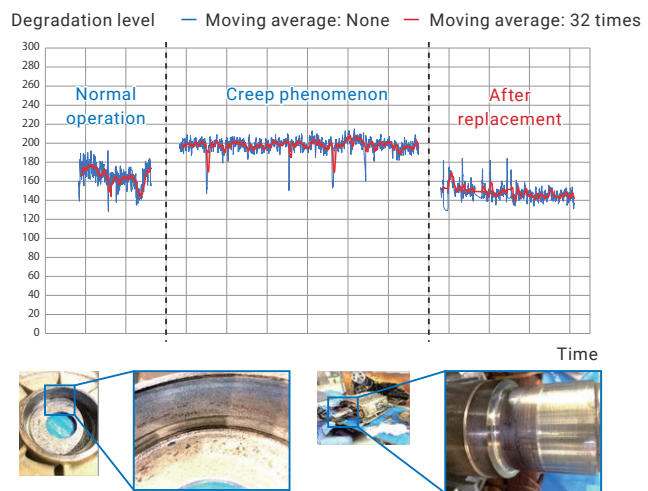 Degradation level — Moving average: None — Moving average: 32 times
300
280
260
240
220
200
180
160
140
120
100
80
60
40
20
0
Normal
operation
Creep phenomenon
After
replacement
Time